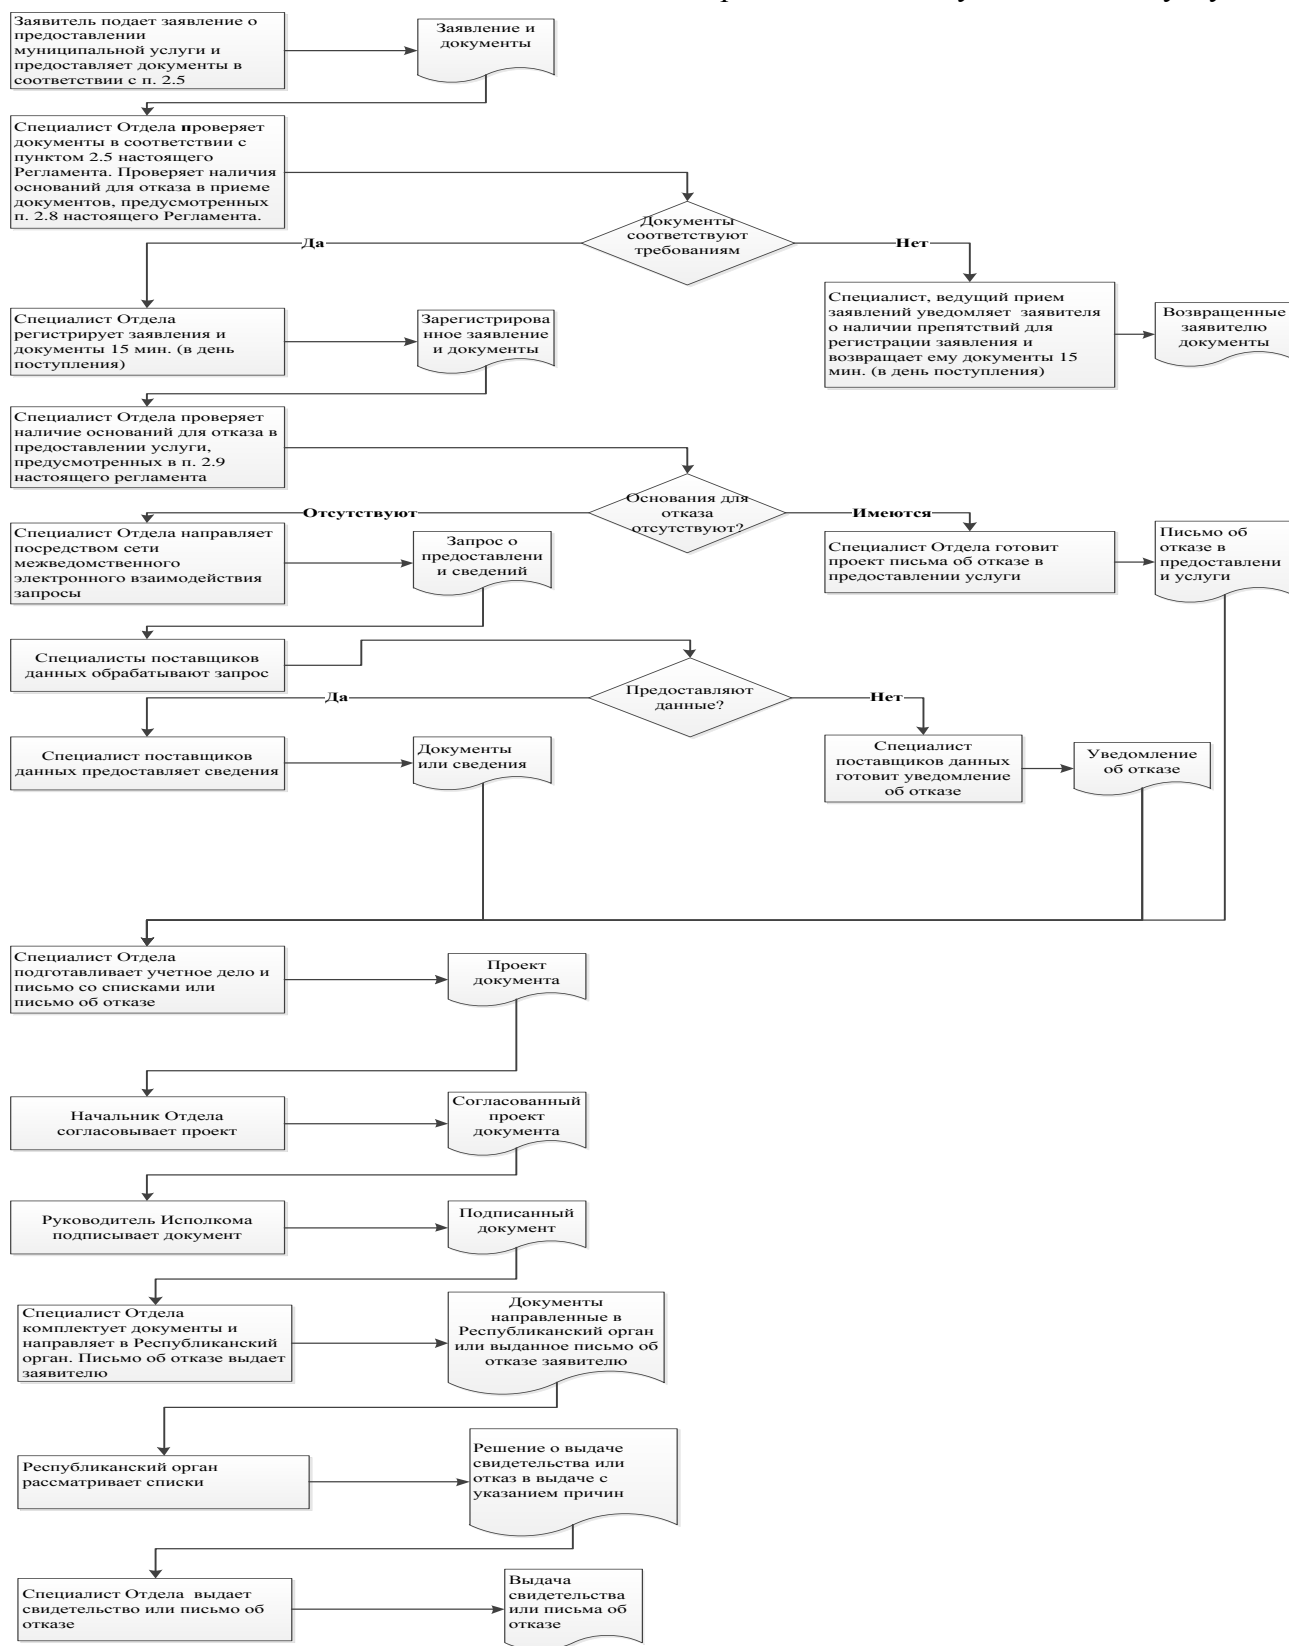 Заявитель подает заявление о
предоставлении
муниципальной услуги и
предоставляет документы в
соответствии с п. 2.5
Заявление и
документы
Специалист Отдела проверяет
документы в соответствии с
пунктом 2.5 настоящего
Регламента. Проверяет наличия
оснований для отказа в приеме
документов, предусмотренных
п. 2.8 настоящего Регламента.
Документы
соответствуют
требованиям
Да
Нет
Специалист Отдела
регистрирует заявления и
документы 15 мин. (в день
поступления)
Зарегистрирова
нное заявление
и документы
Специалист, ведущий прием
заявлений уведомляет заявителя
о наличии препятствий для
регистрации заявления и
возвращает ему документы 15
мин. (в день поступления)
Возвращенные
заявителю
документы
Специалист Отдела проверяет
наличие оснований для отказа в
предоставлении услуги,
предусмотренных в п. 2.9
настоящего регламента
Основания для
отказа
отсутствуют?
Отсутствуют
Имеются
Специалист Отдела направляет
посредством сети
межведомственного
электронного взаимодействия
запросы
Запрос о
предоставлени
и сведений
Специалист Отдела готовит
проект письма об отказе в
предоставлении услуги
Письмо об
отказе в
предоставлени
и услуги
Специалисты поставщиков
данных обрабатывают запрос
Предоставляют
данные?
Да
Нет
Специалист поставщиков
данных предоставляет сведения
Документы
или сведения
Специалист
поставщиков данных
готовит уведомление
об отказе
Уведомление
об отказе
Специалист Отдела
подготавливает учетное дело и
письмо со списками или
письмо об отказе
Проект
документа
Начальник Отдела
согласовывает проект
Согласованный
проект
документа
Руководитель Исполкома
подписывает документ
Подписанный
документ
Специалист Отдела
комплектует документы и
направляет в Республиканский
орган. Письмо об отказе выдает
заявителю
Документы
направленные в
Республиканский орган
или выданное письмо об
отказе заявителю
Республиканский орган
рассматривает списки
Решение о выдаче
свидетельства или
отказ в выдаче с
указанием причин
Специалист Отдела выдает
свидетельство или письмо об
отказе
Выдача
свидетельства
или письма об
отказе